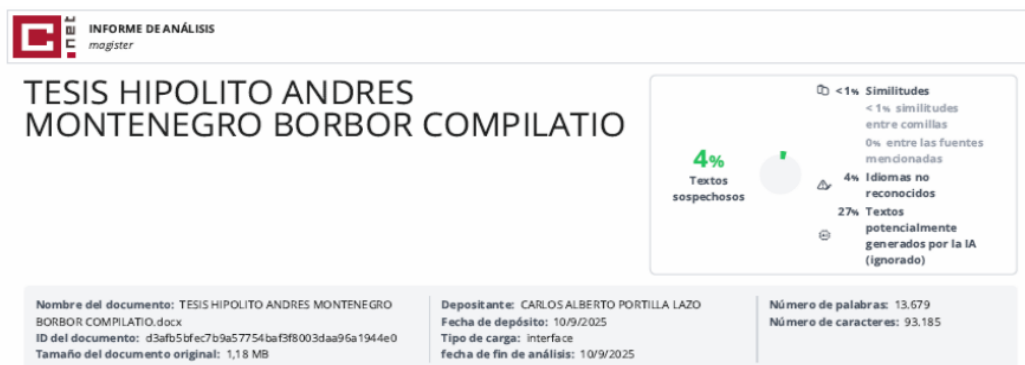 C.net
INFORME DE ANÁLISIS
magister
TESIS HIPOLITO ANDRES
MONTENEGRO BORBOR COMPILATIO
4%
Textos
sospechosos
<1% Similitudes
<1% similitudes
entre comillas
0% entre las fuentes
mencionadas
4% Idiomas no
reconocidos
27% Textos
potencialmente
generados por la IA
(ignorado)
Nombre del documento: TESIS HIPOLITO ANDRES MONTENEGRO
BORBOR COMPILATIO.docx
ID del documento: d3afb5bfec7b9a57754baf3f8003daa96a1944e0
Tamaño del documento original: 1,18 MB
Depositante: CARLOS ALBERTO PORTILLA LAZO
Fecha de depósito: 10/9/2025
Tipo de carga: interface
fecha de fin de análisis: 10/9/2025
Número de palabras: 13.679
Número de caracteres: 93.185